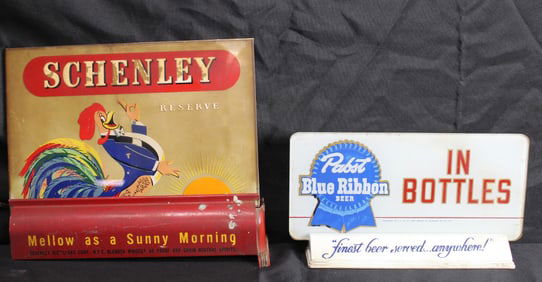 SCHENLEY
RESERVE
Mellow as a Sunny Morning
Pabst
Blue Ribbon
BEER
IN
BOTTLES
"finest beer served...anywhere!"